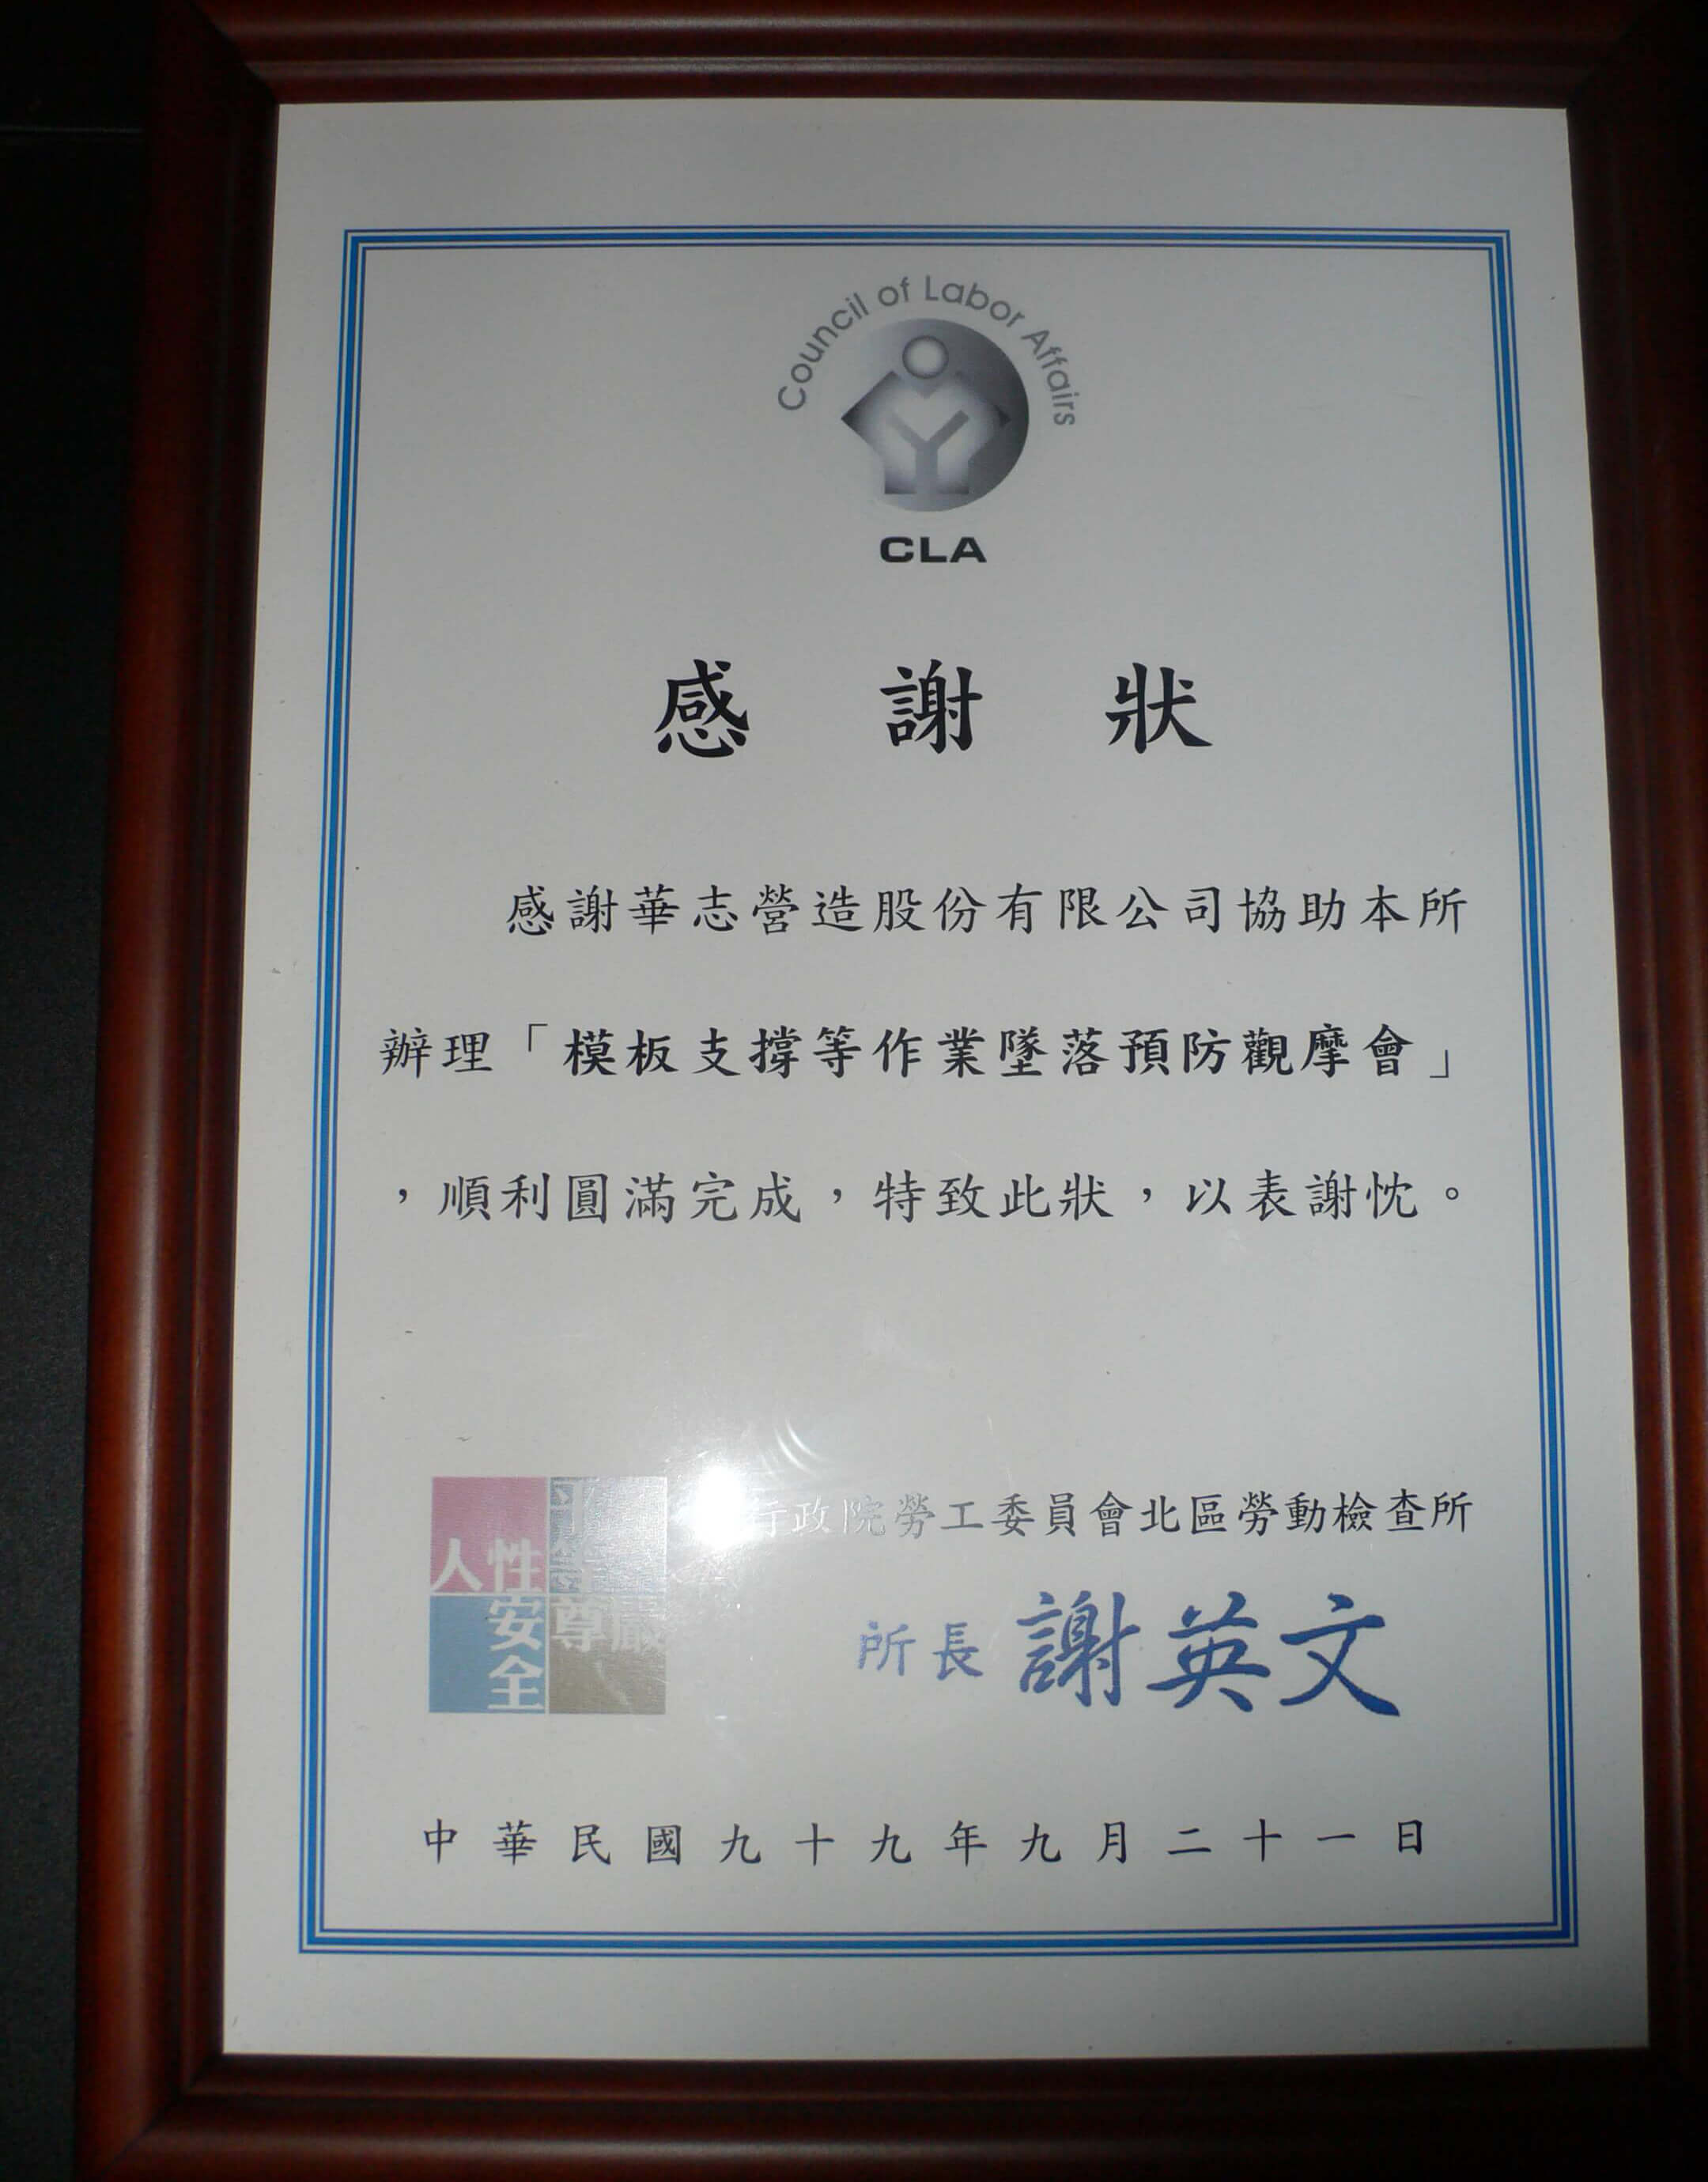 Council of Labor Affairs
CLA
感謝狀
感謝華志營造股份有限公司協助本所
辦理「模板支撐等作業墜落預防觀摩會」
，順利圓滿完成，特致此狀，以表謝忱。
人性
平等
安全
尊嚴
行政院勞工委員會北區勞動檢查所
所長 謝英文
中華民國九十九年九月二十一日